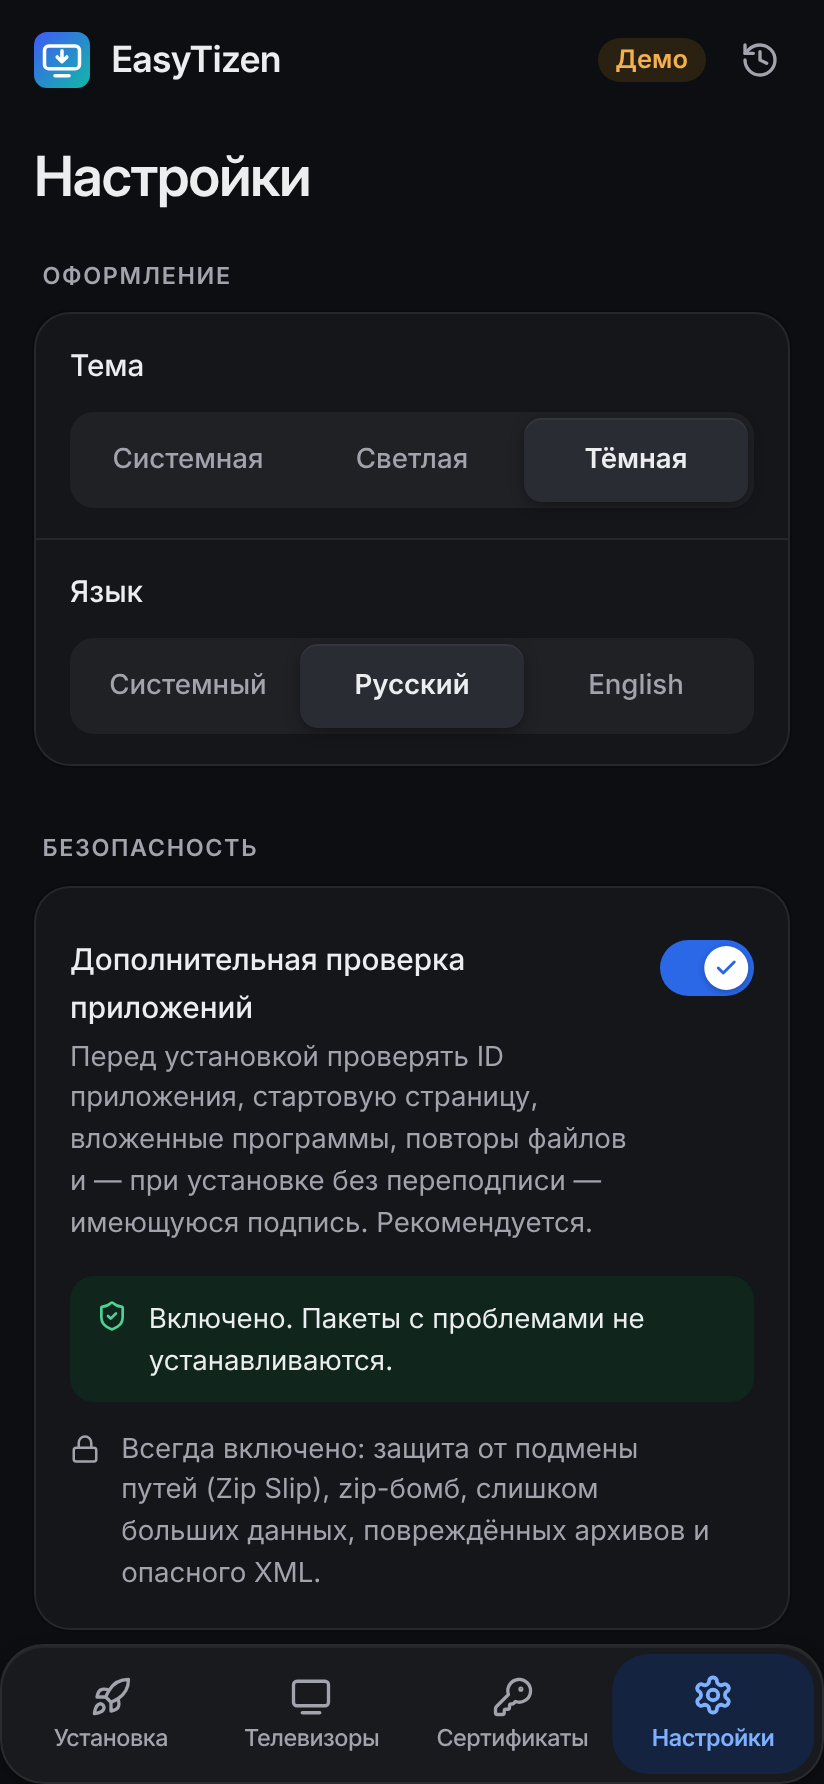 EasyTizen
Демо
Настройки
ОФОРМЛЕНИЕ
Тема
Системная
Светлая
Тёмная
Язык
Системный
Русский
English
БЕЗОПАСНОСТЬ
Дополнительная проверка
приложений
Перед установкой проверять ID
приложения, стартовую страницу,
вложенные программы, повторы файлов
и — при установке без переподписи —
имеющуюся подпись. Рекомендуется.
Включено. Пакеты с проблемами не
устанавливаются.
Всегда включено: защита от подмены
путей (Zip Slip), zip-бомб, слишком
больших данных, повреждённых архивов и
опасного XML.
Установка
Телевизоры
Сертификаты
Настройки